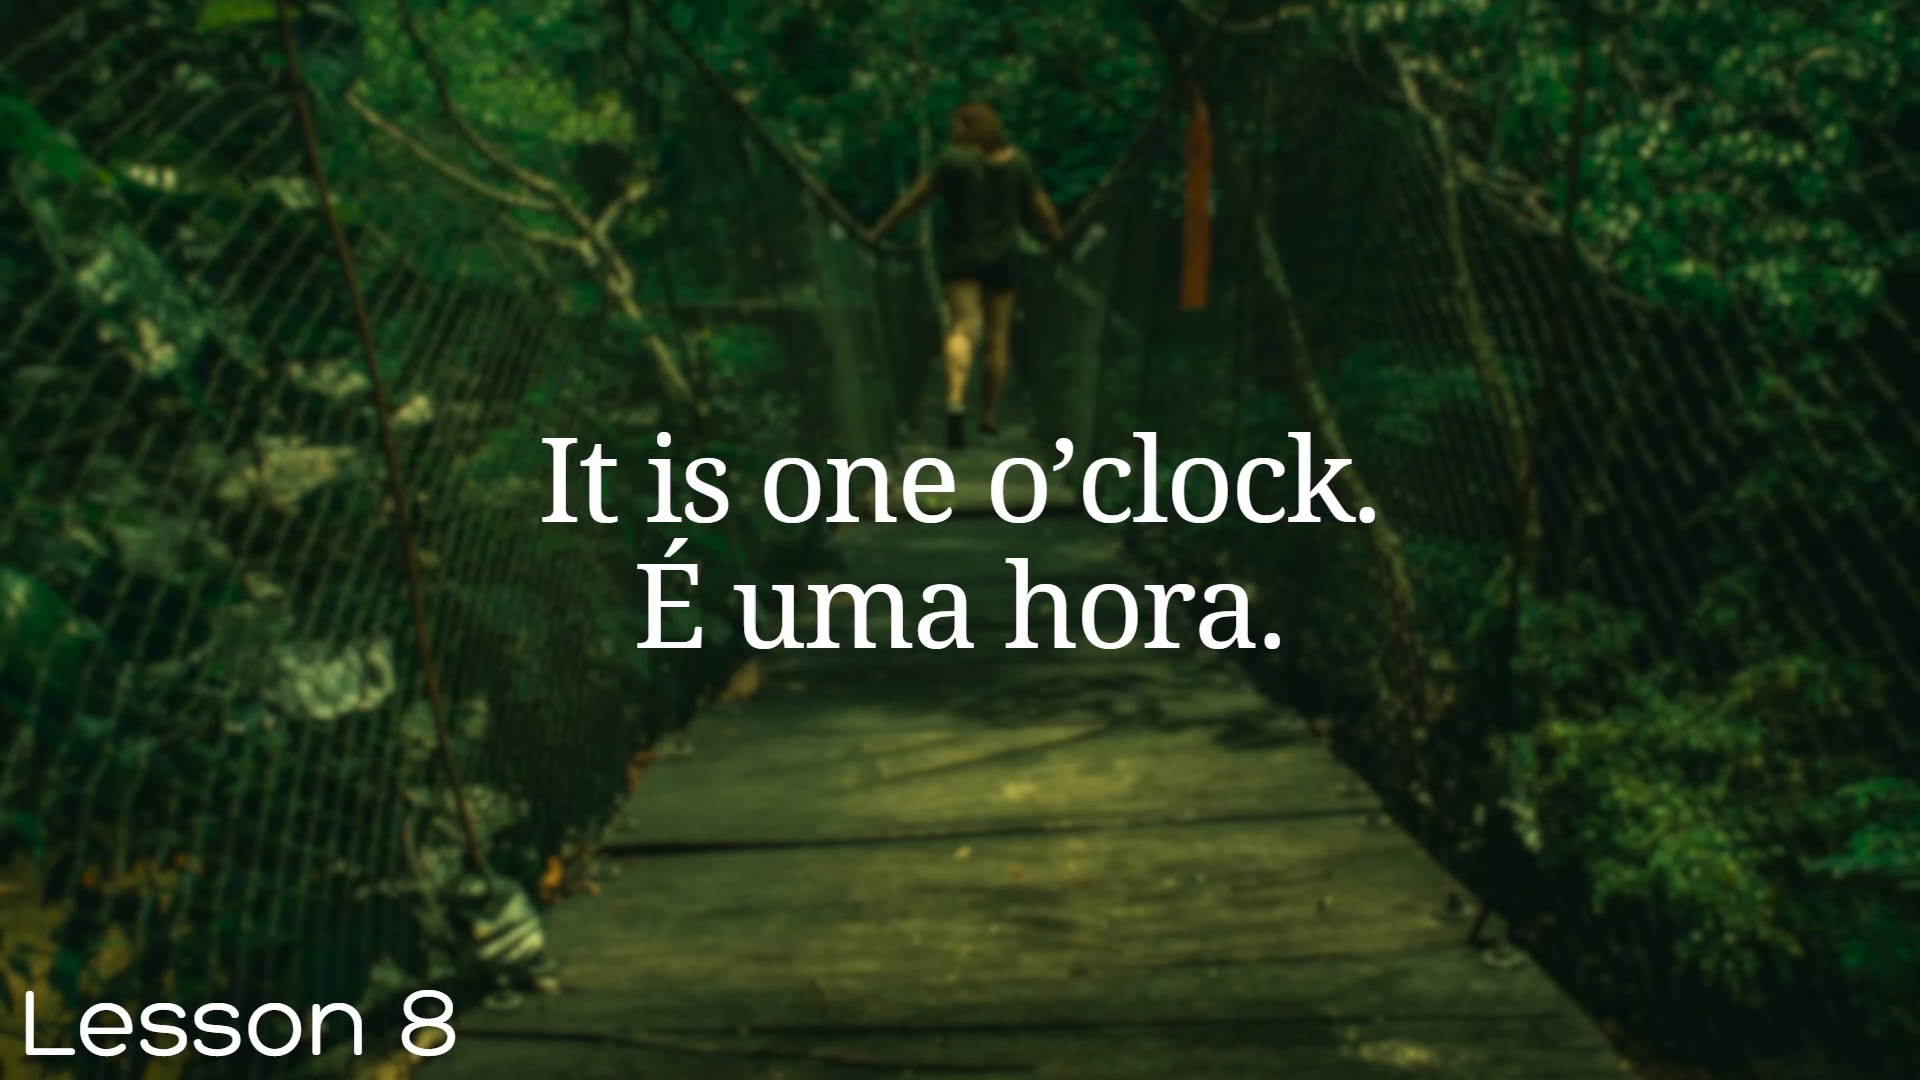 It is one o’clock.
É uma hora.
Lesson 8